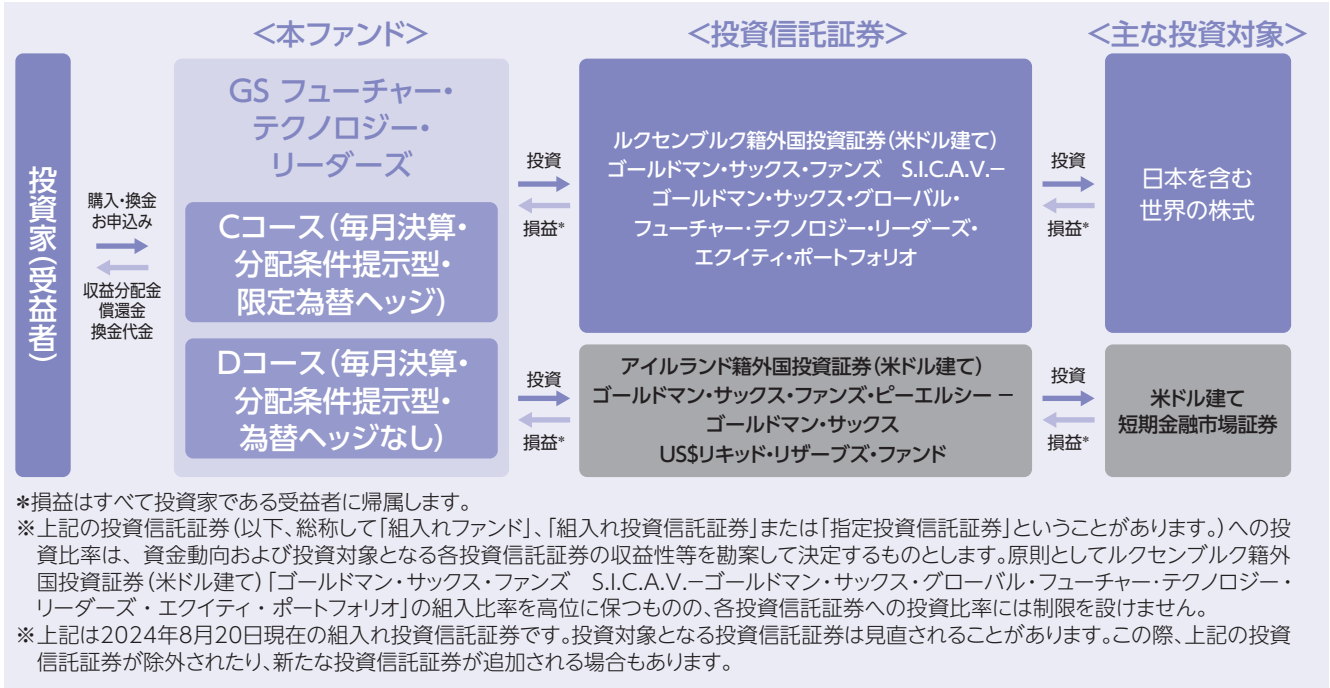 ＜本ファンド＞
＜投資信託証券＞
＜主な投資対象＞
投資家（受益者）
購入・換金
お申込み
収益分配金
償還金
換金代金
GS フューチャー・
テクノロジー・
リーダーズ
Cコース（毎月決算・
分配条件提示型・
限定為替ヘッジ）
Dコース（毎月決算・
分配条件提示型・
為替ヘッジなし）
投資
損益*
ルクセンブルク籍外国投資証券（米ドル建て）
ゴールドマン・サックス・ファンズ　S.I.C.A.V.－
ゴールドマン・サックス・グローバル・
フューチャー・テクノロジー・リーダーズ・
エクイティ・ポートフォリオ
投資
損益*
日本を含む
世界の株式
投資
損益*
アイルランド籍外国投資証券（米ドル建て）
ゴールドマン・サックス・ファンズ・ピーエルシー －
ゴールドマン・サックス
US$リキッド・リザーブズ・ファンド
投資
損益*
米ドル建て
短期金融市場証券
*損益はすべて投資家である受益者に帰属します。
※上記の投資信託証券（以下、総称して「組入れファンド」、「組入れ投資信託証券」または「指定投資信託証券」ということがあります。）への投
資比率は、資金動向および投資対象となる各投資信託証券の収益性等を勘案して決定するものとします。原則としてルクセンブルク籍外
国投資証券（米ドル建て）「ゴールドマン・サックス・ファンズ　S.I.C.A.V.－ゴールドマン・サックス・グローバル・フューチャー・テクノロジー・
リーダーズ・エクイティ・ポートフォリオ」の組入比率を高位に保つものの、各投資信託証券への投資比率には制限を設けません。
※上記は2024年8月20日現在の組入れ投資信託証券です。投資対象となる投資信託証券は見直されることがあります。この際、上記の投資
信託証券が除外されたり、新たな投資信託証券が追加される場合もあります。